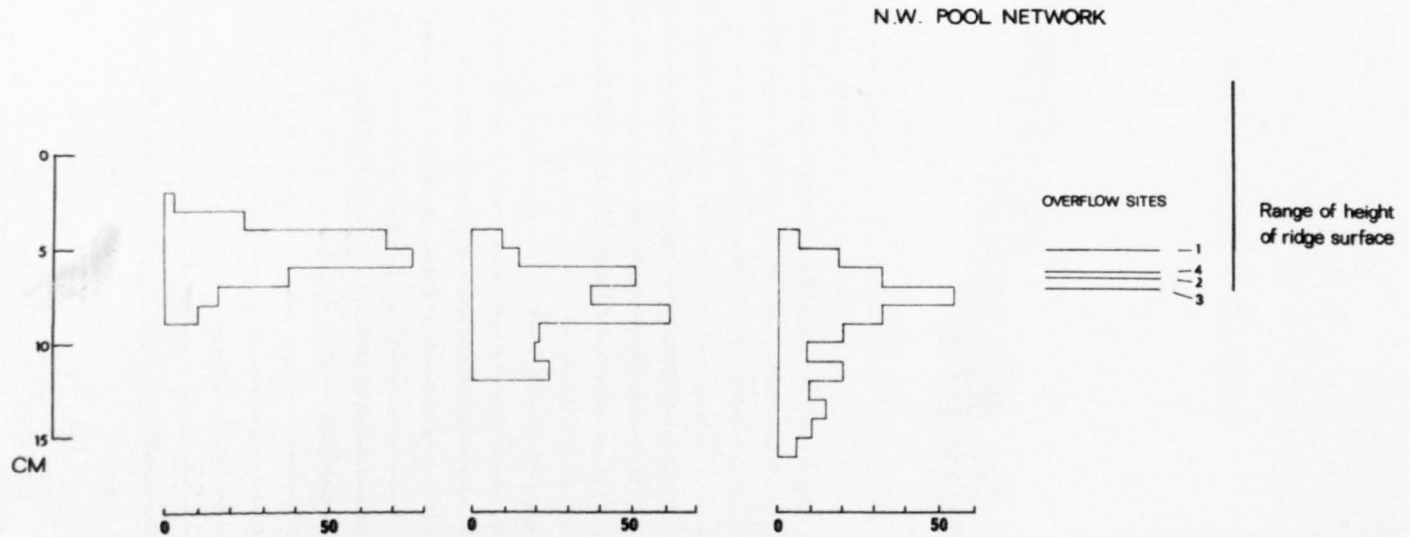 N.W. POOL NETWORK
0
5
10
15
CM
OVERFLOW SITES
1
4
2
3
Range of height
of ridge surface
0 50
0 50
0 50